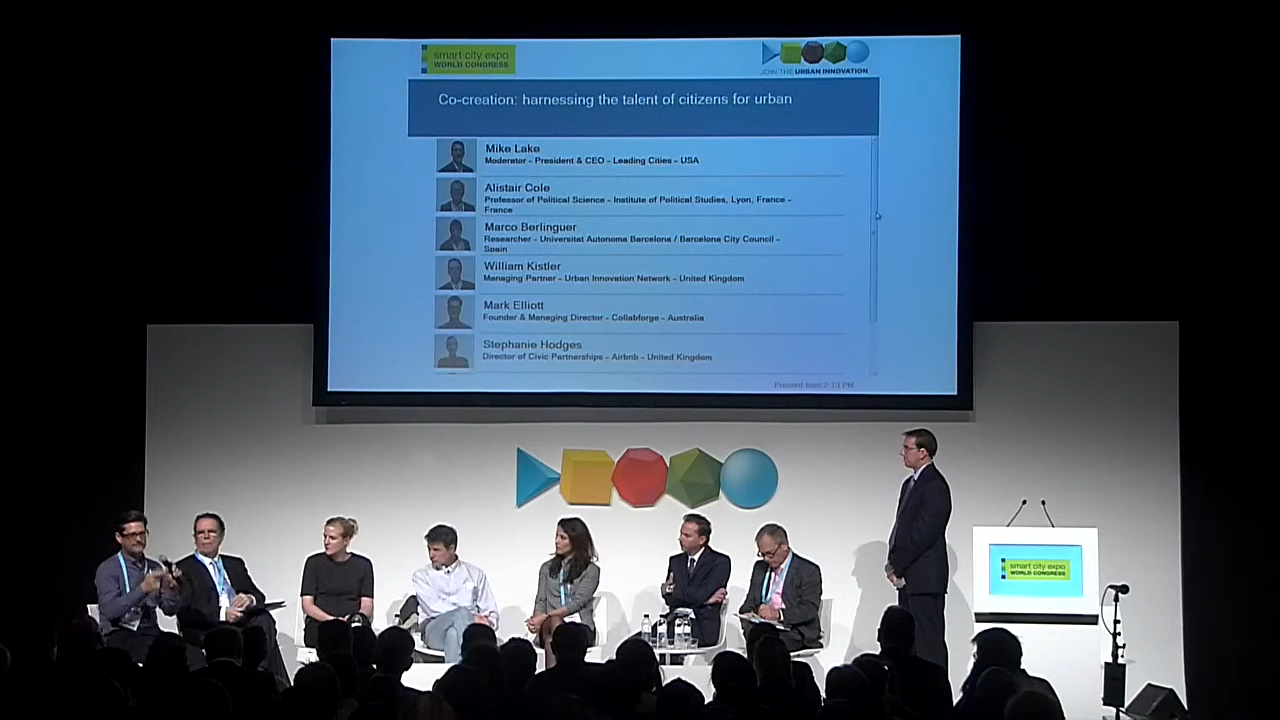 smart city expo
WORLD CONGRESS
JOIN THE URBAN INNOVATION
Co-creation: harnessing the talent of citizens for urban
Mike Lake
Moderator - President & CEO - Leading Cities - USA
Alistair Cole
Professor of Political Science - Institute of Political Studies, Lyon, France -
France
Marco Berlinguer
Researcher - Universitat Autonoma Barcelona / Barcelona City Council -
Spain
William Kistler
Managing Partner - Urban Innovation Network - United Kingdom
Mark Elliott
Founder & Managing Director - Collabforge - Australia
Stephanie Hodges
Director of Civic Partnerships - Airbnb - United Kingdom
2:13 PM
smart city expo
WORLD CONGRESS